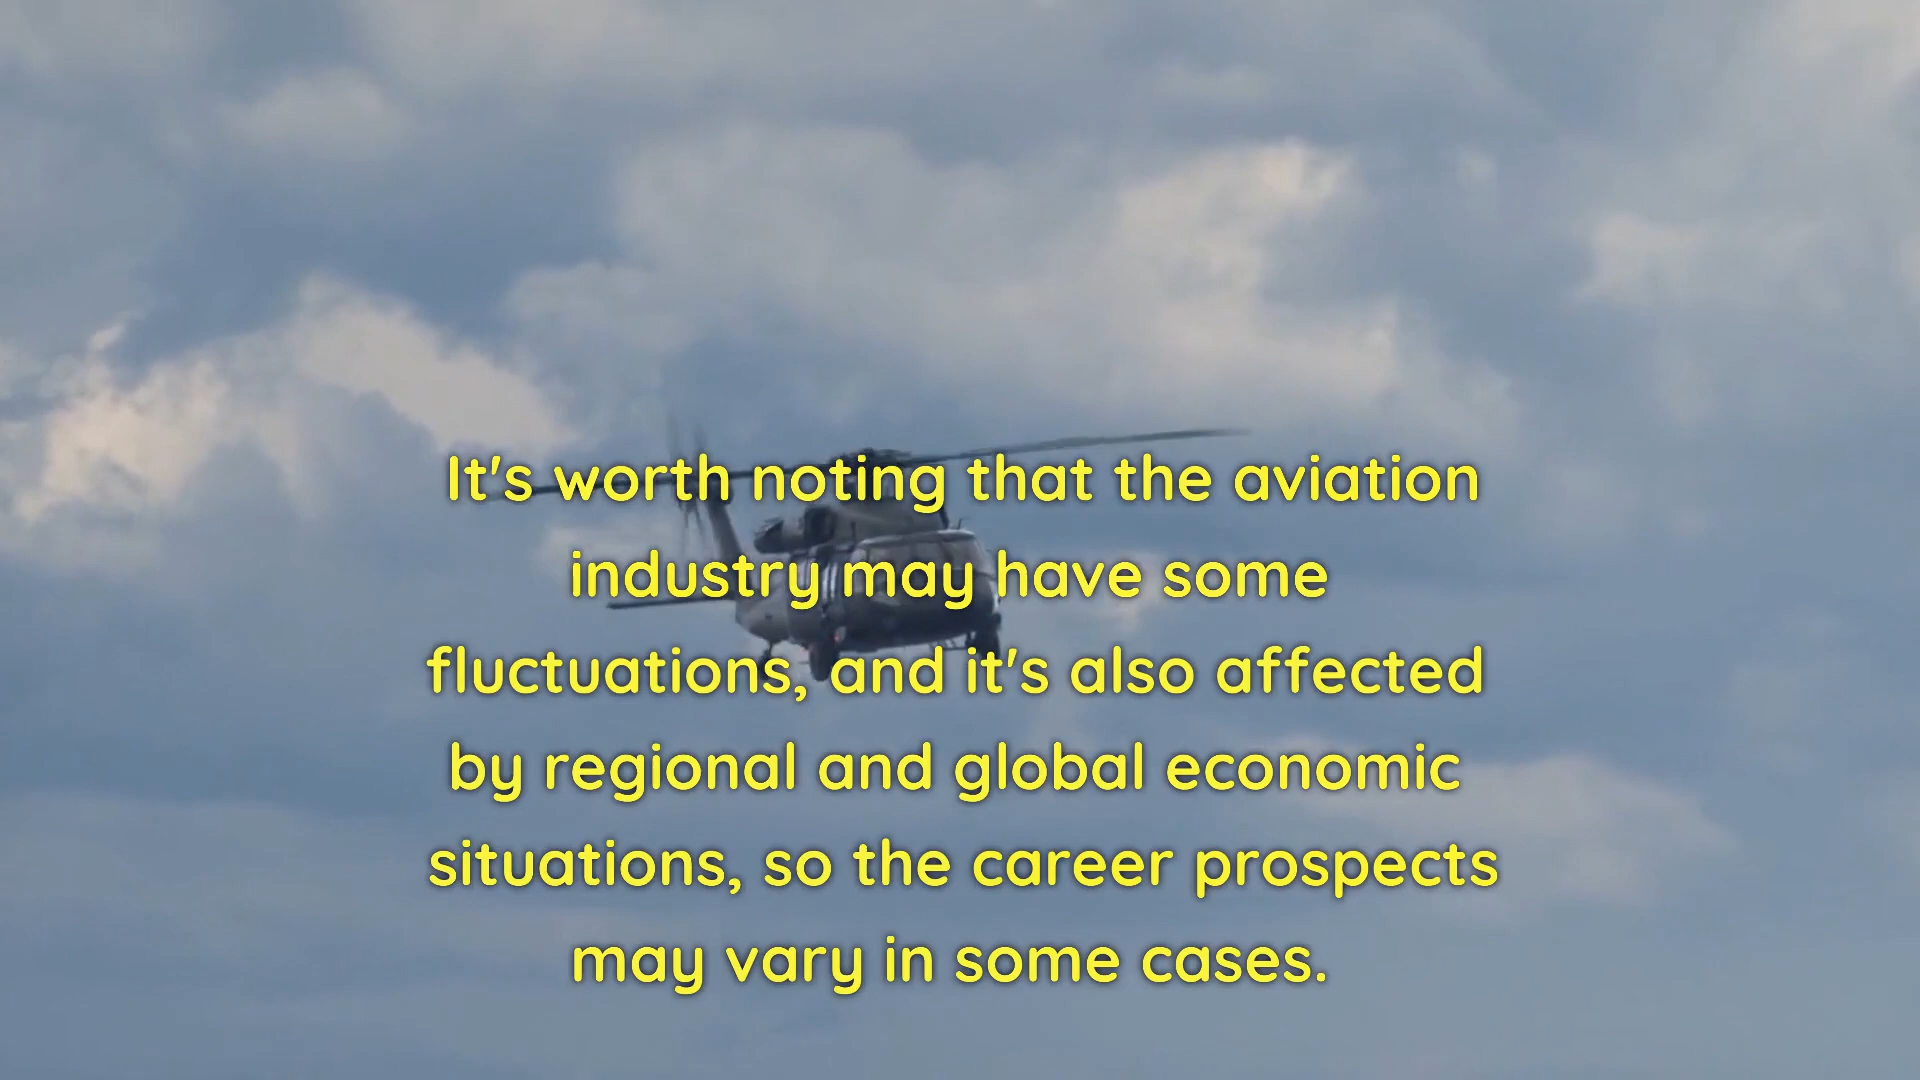 It's worth noting that the aviation
industry may have some
fluctuations, and it's also affected
by regional and global economic
situations, so the career prospects
may vary in some cases.